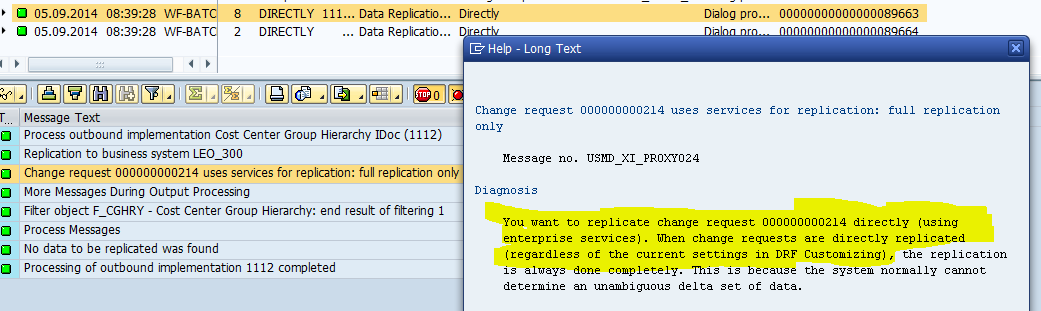 05.09.2014 08:39:28 WF-BATC 8 DIRECTLY 111... Data Replication... Directly Dialog pro... 00000000000000089663
05.09.2014 08:39:28 WF-BATC 2 DIRECTLY ... Data Replicatio... Directly Dialog pro... 00000000000000089664
STOP 0
T... Message Text
Process outbound implementation Cost Center Group Hierarchy IDoc (1112)
Replication to business system LEO_300
Change request 000000000214 uses services for replication: full replication only
More Messages During Output Processing
Filter object F_CGHRY - Cost Center Group Hierarchy: end result of filtering 1
Process Messages
No data to be replicated was found
Processing of outbound implementation 1112 completed
Help - Long Text
Change request 000000000214 uses services for replication: full replication
only
Message no. USMD_XI_PROXY024
Diagnosis
You want to replicate change request 000000000214 directly (using
enterprise services). When change requests are directly replicated
(regardless of the current settings in DRF Customizing), the replication
is always done completely. This is because the system normally cannot
determine an unambiguous delta set of data.